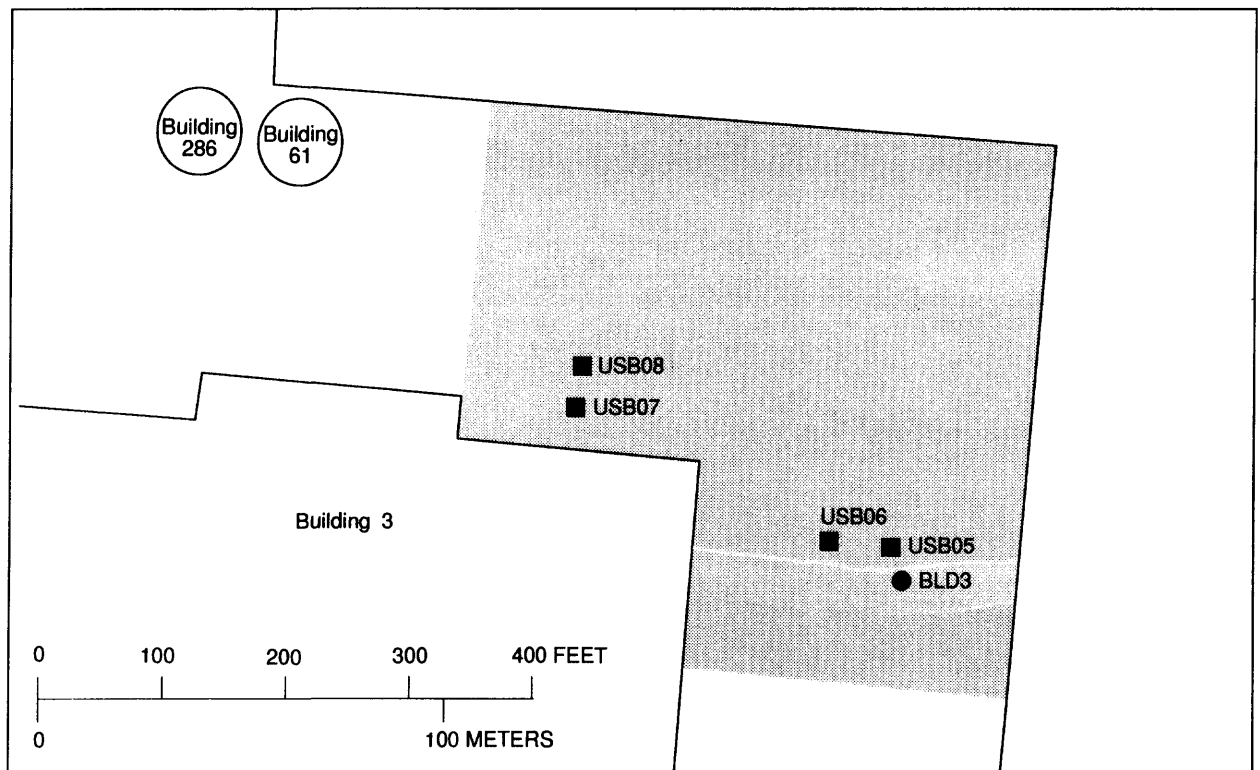 Building
286
Building
61
USB08
USB07
Building 3
USB06
USB05
BLD3
0 100 200 300 400 FEET
0 100 METERS